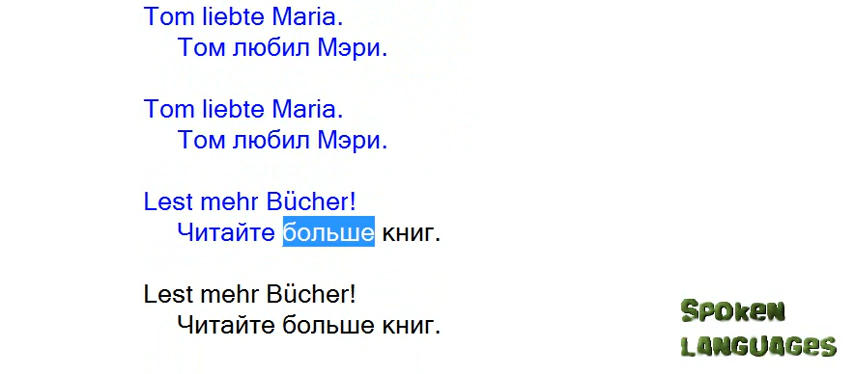 Tom liebte Maria.
Том любил Мэри.
Tom liebte Maria.
Том любил Мэри.
Lest mehr Bücher!
Читайте больше книг.
Lest mehr Bücher!
Читайте больше книг.
Spoken
Languages